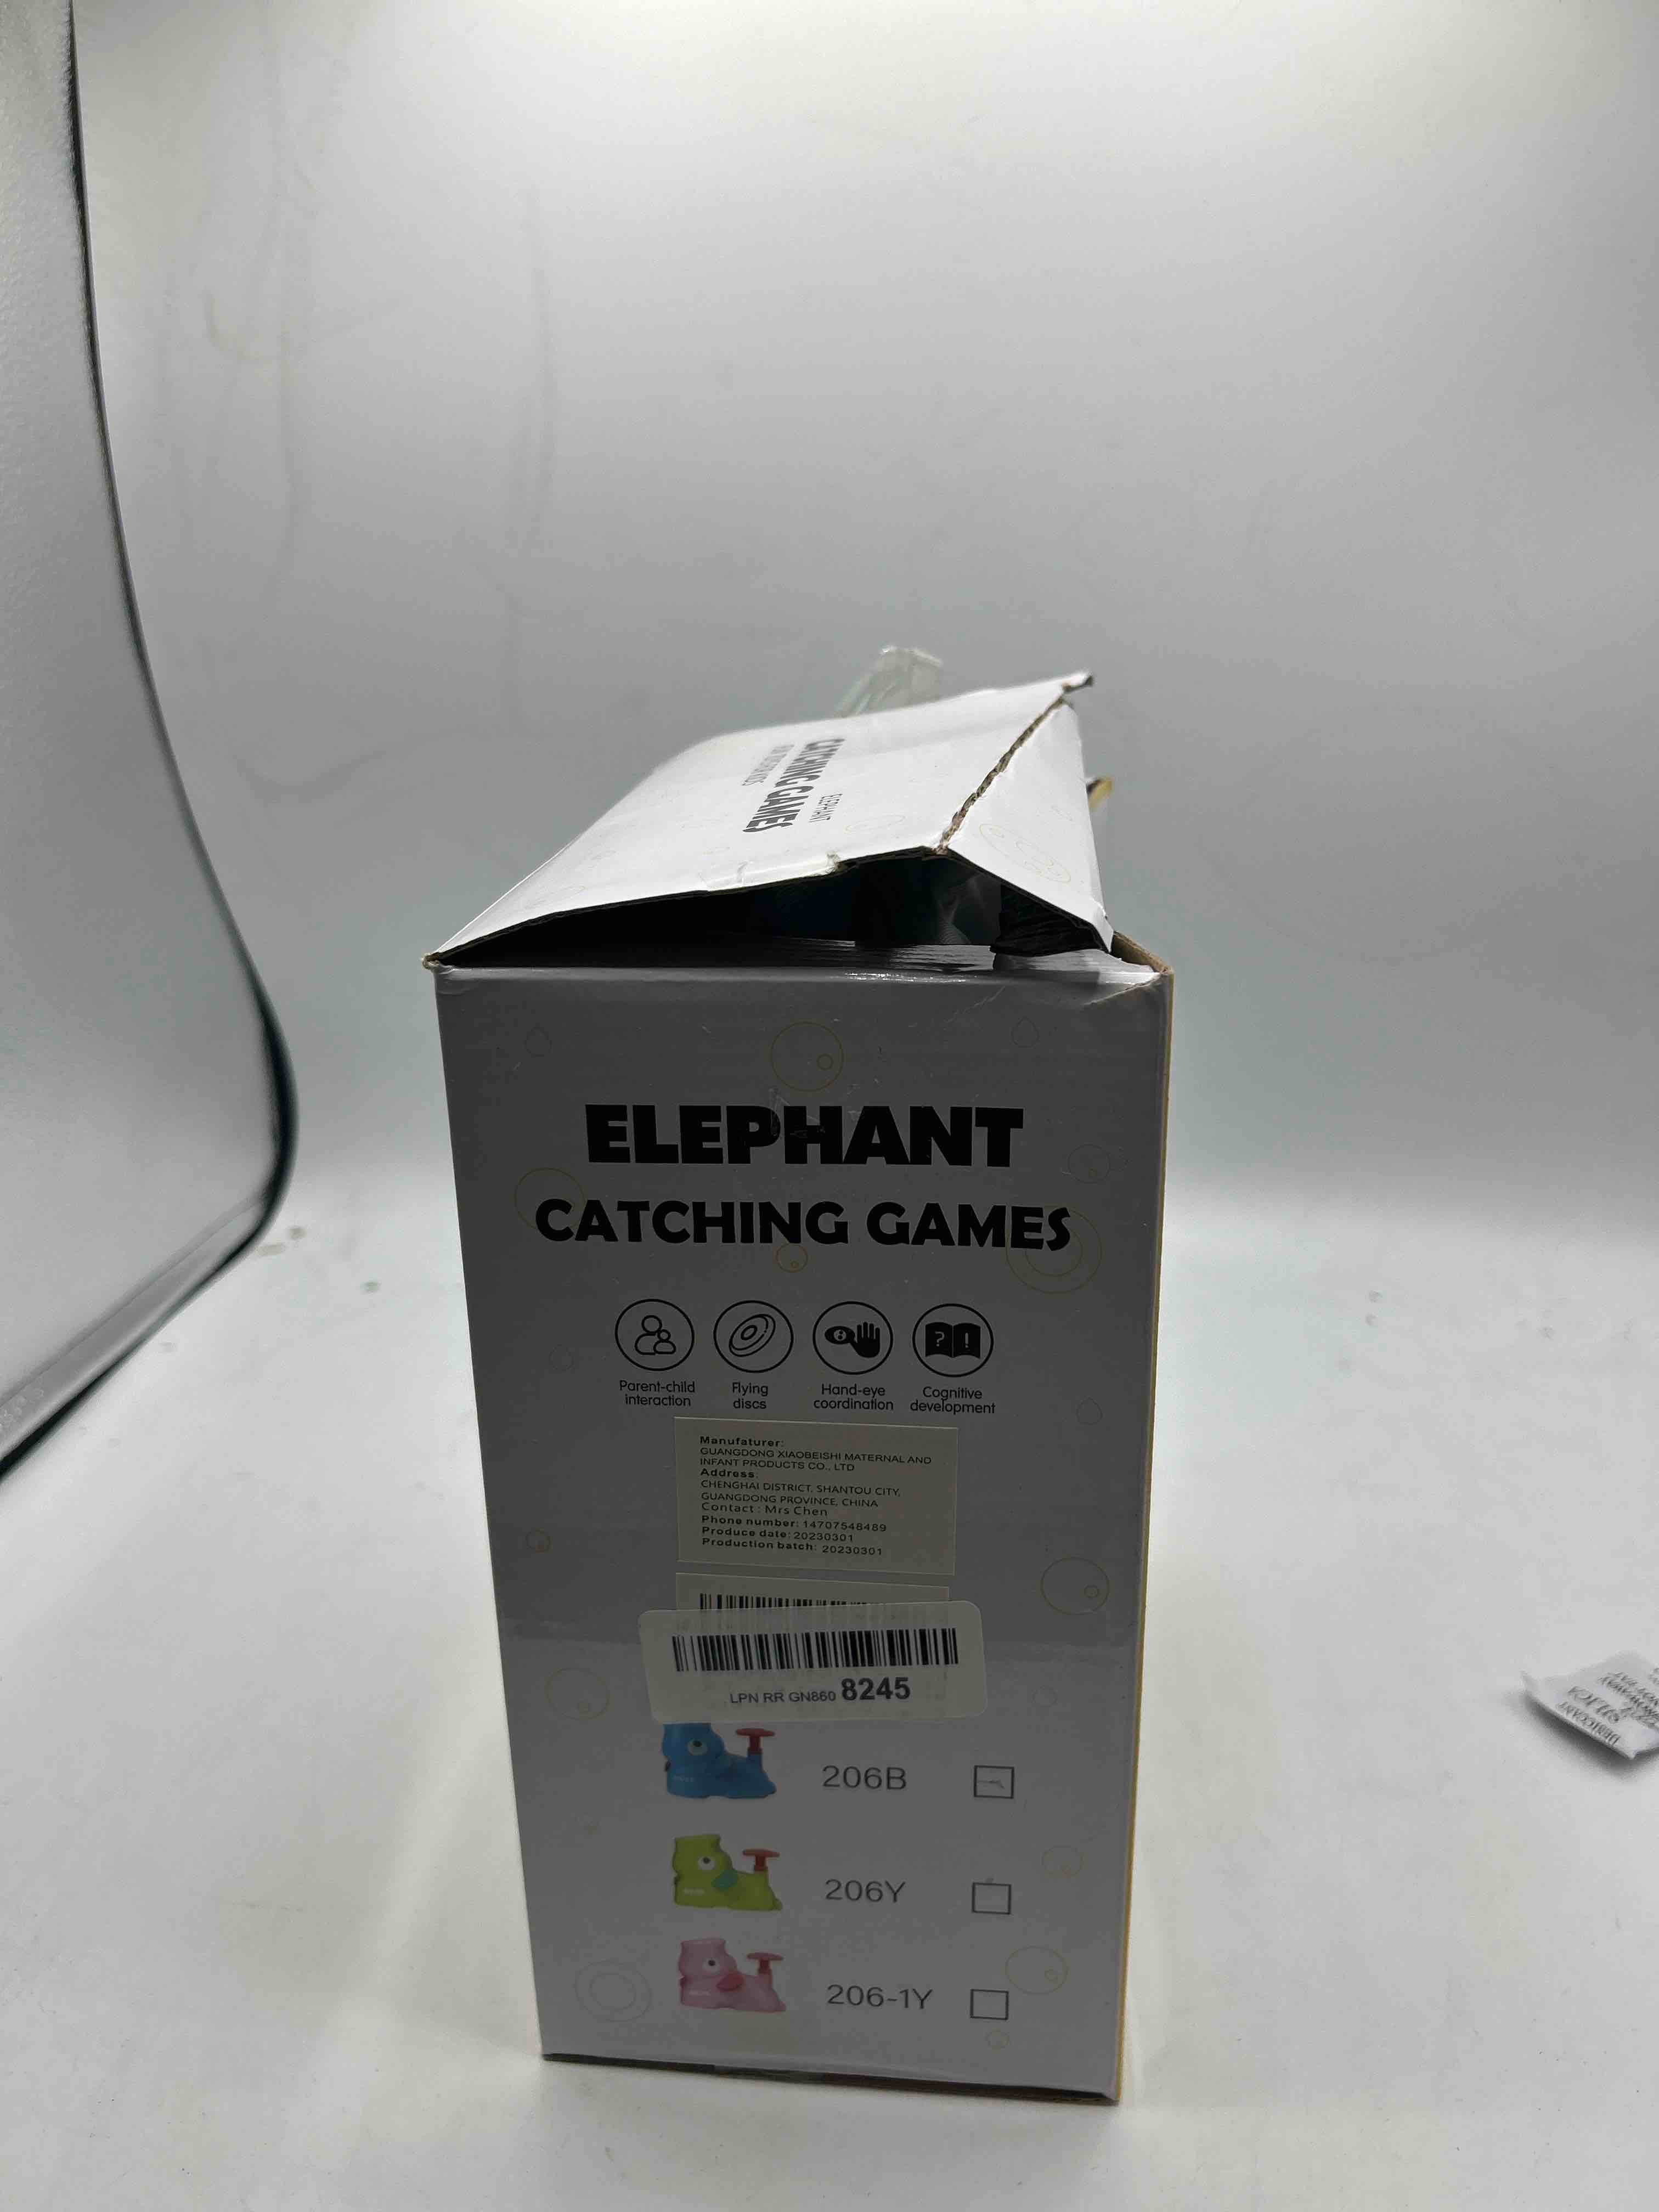 CATCHING GAMES
ELEPHANT
ELEPHANT
CATCHING GAMES
Parent-child
interaction
Flying
discs
Hand-eye
coordination
Cognitive
development
Manufaturer:
GUANGDONG XIAOBEISHI MATERNAL AND
INFANT PRODUCTS CO., LTD
Address:
CHENGHAI DISTRICT, SHANTOU CITY,
GUANGDONG PROVINCE, CHINA
Contact : Mrs Chen
Phone number: 14707548489
Produce date: 20230301
Production batch: 20230301
LPN RR GN860 8245
206B
206Y
206-1Y
DESICCANT